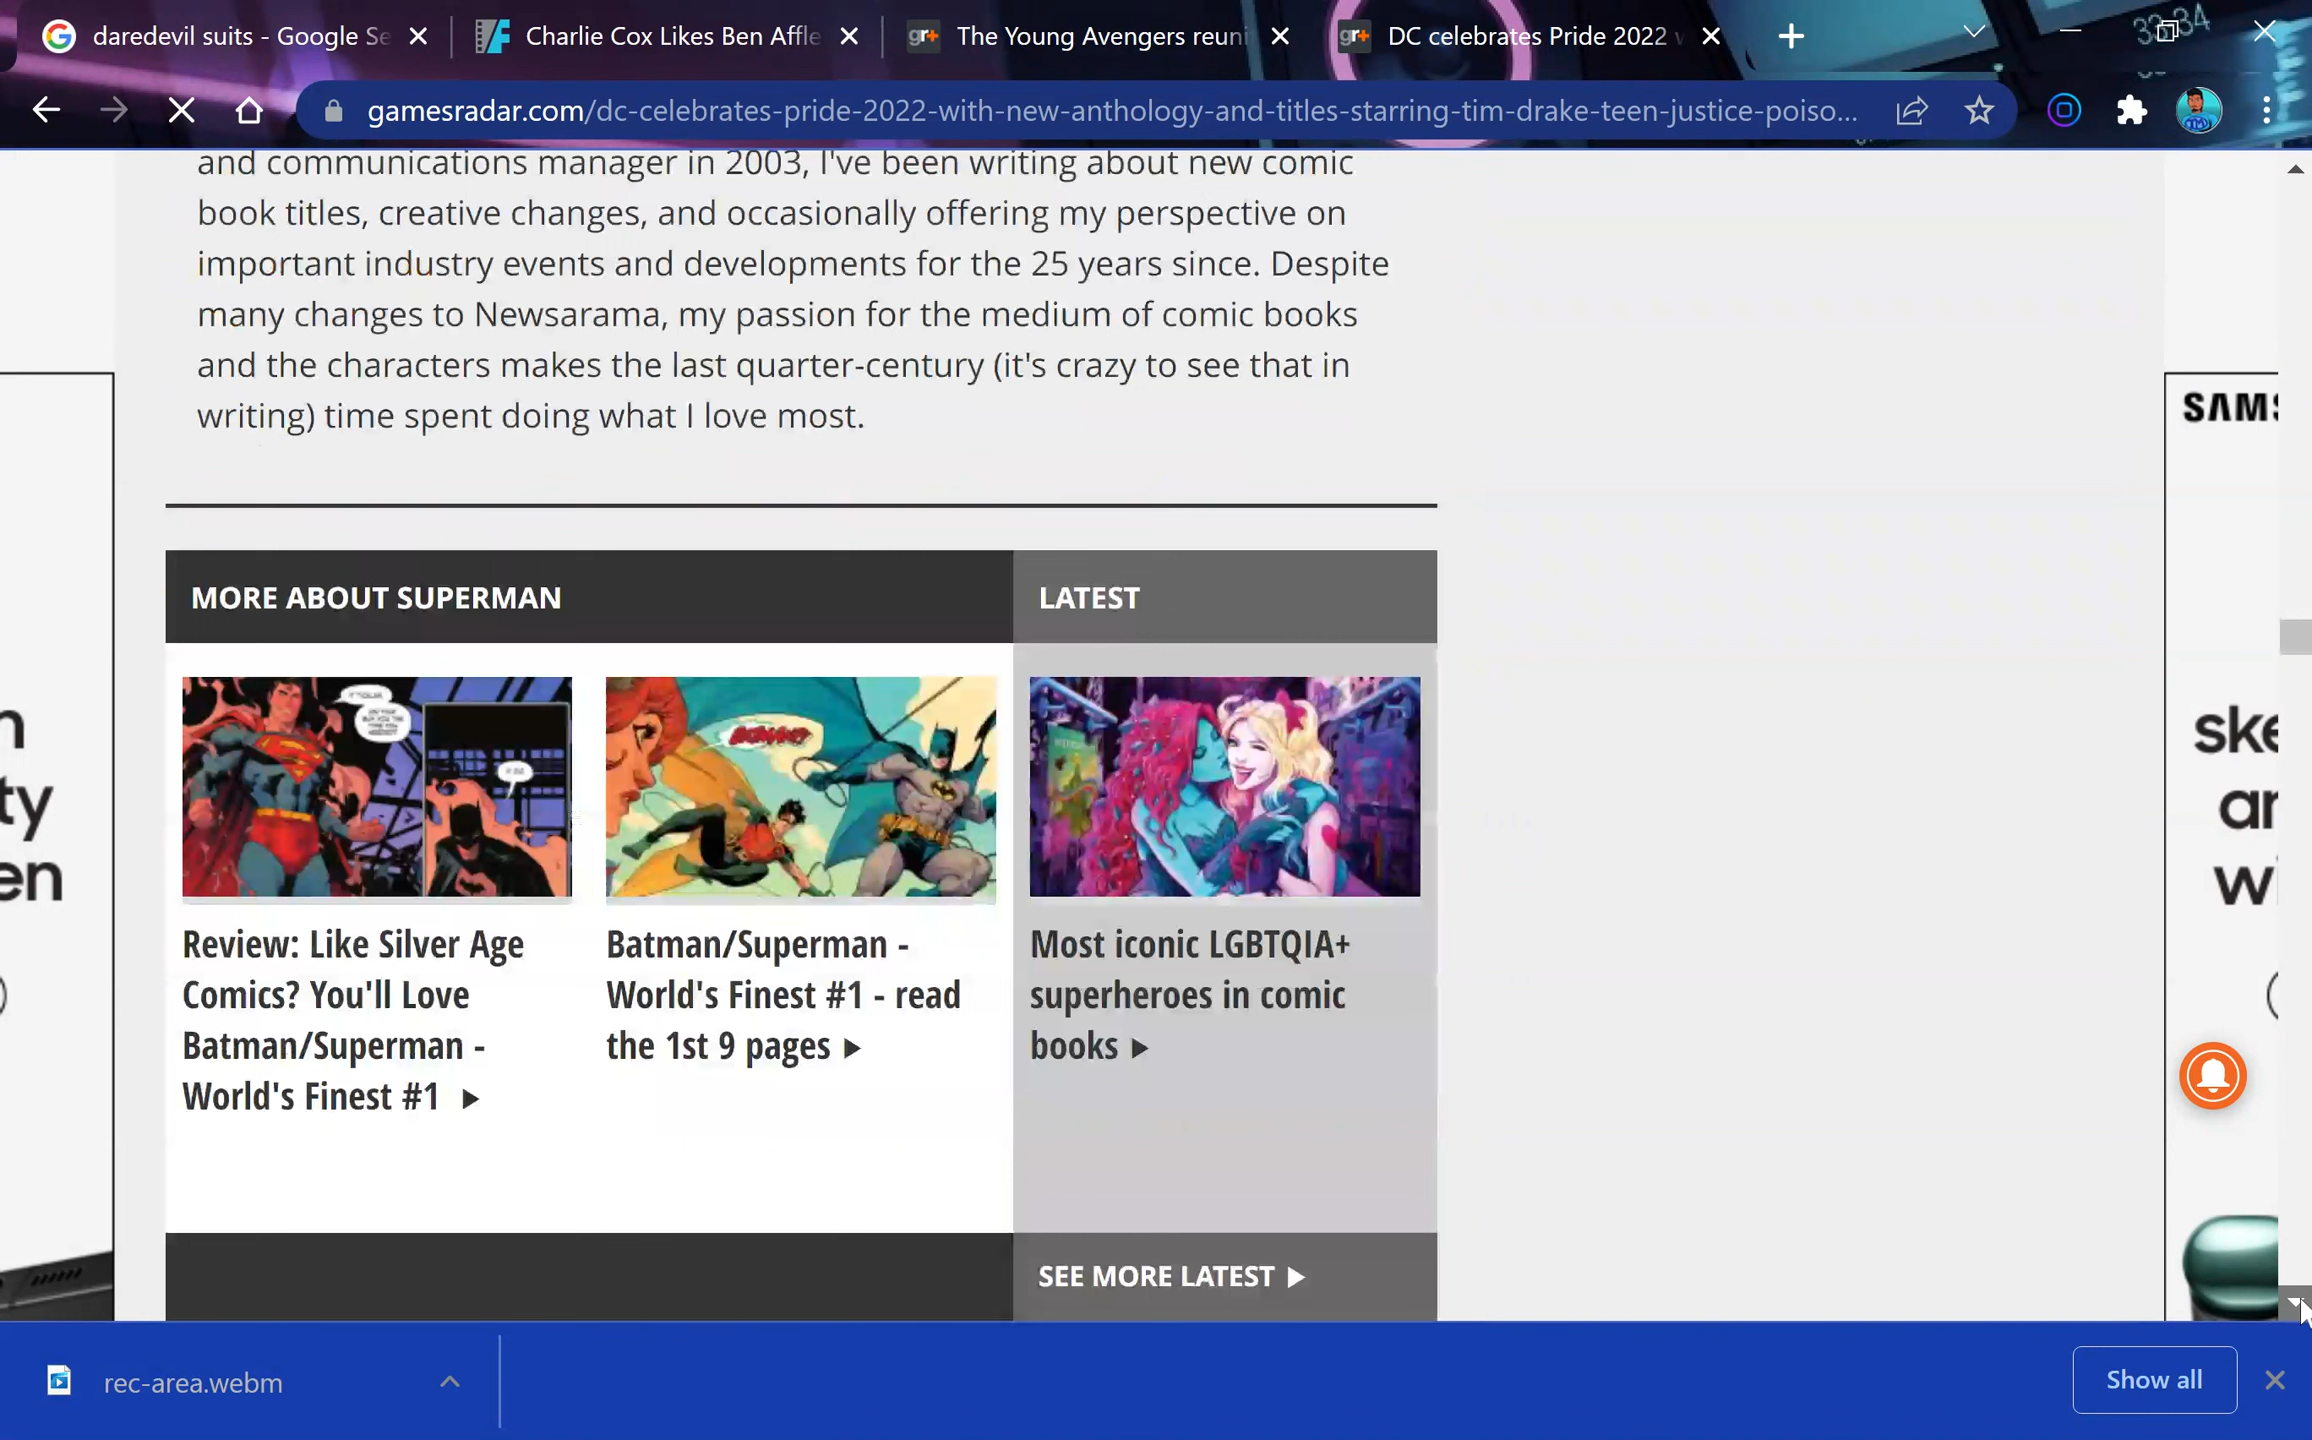 daredevil suits - Google Se
Charlie Cox Likes Ben Affle
The Young Avengers reuni
DC celebrates Pride 2022 w
gamesradar.com/dc-celebrates-pride-2022-with-new-anthology-and-titles-starring-tim-drake-teen-justice-poiso...
and communications manager in 2003, I've been writing about new comic
book titles, creative changes, and occasionally offering my perspective on
important industry events and developments for the 25 years since. Despite
many changes to Newsarama, my passion for the medium of comic books
and the characters makes the last quarter-century (it's crazy to see that in
writing) time spent doing what I love most.
MORE ABOUT SUPERMAN
LATEST
Review: Like Silver Age
Comics? You'll Love
Batman/Superman -
World's Finest #1
Batman/Superman -
World's Finest #1 - read
the 1st 9 pages
Most iconic LGBTQIA+
superheroes in comic
books
SEE MORE LATEST
n
ty
en
SAMS
ske
an
wi
rec-area.webm
Show all